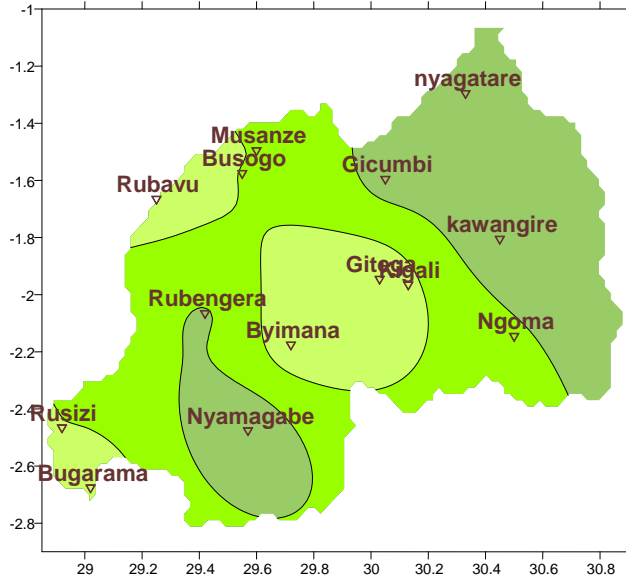 -1
-1.2
-1.4
-1.6
-1.8
-2
-2.2
-2.4
-2.6
-2.8
nyagatare
Musanze
Busogo
Gicumbi
Rubavu
kawangire
Gitega
Kigali
Rubengera
Byimana
Ngoma
Rusizi
Nyamagabe
Bugarama
29
29.2
29.4
29.6
29.8
30
30.2
30.4
30.6
30.8